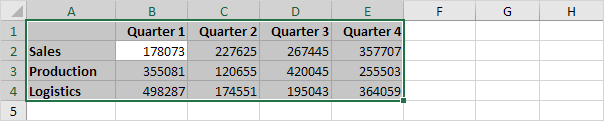 A B C D E F G H
1 Quarter 1 Quarter 2 Quarter 3 Quarter 4
2 Sales 178073 227625 267445 357707
3 Production 355081 120655 420045 255503
4 Logistics 498287 174551 195043 364059
5